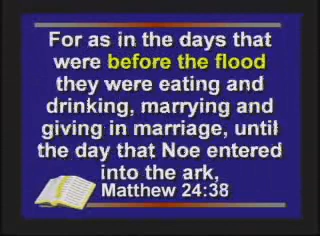 For as in the days that
were before the flood
they were eating and
drinking, marrying and
giving in marriage, until
the day that Noe entered
into the ark,
Matthew 24:38